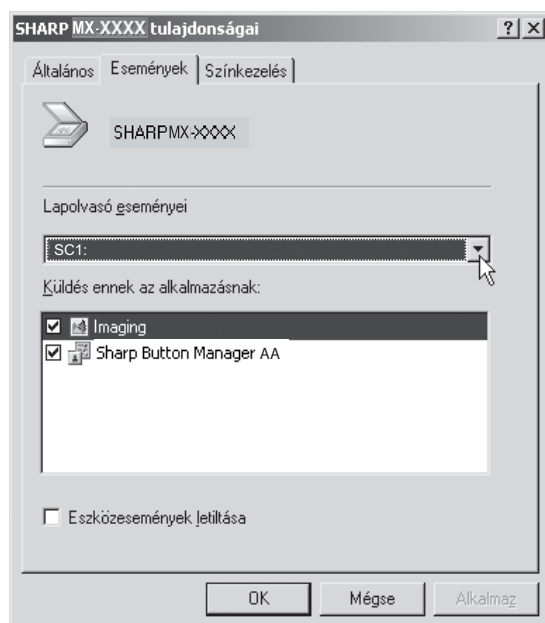 SHARP MX-XXXX tulajdonságai
Általános Események Színkezelés
SHARPMX-XXXX
Lapolvasó eseményei
SC1:
Küldés ennek az alkalmazásnak:
Imaging
Sharp Button Manager AA
Eszközesemények letiltása
OK Mégse Alkalmaz